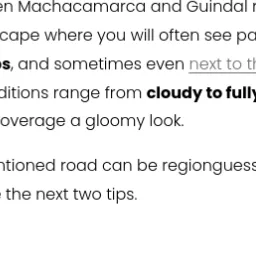 en Machacamarca and Guindal r
cape where you will often see pa
s, and sometimes even next to th
ditions range from cloudy to fully
overage a gloomy look.
ntioned road can be regionguess
the next two tips.